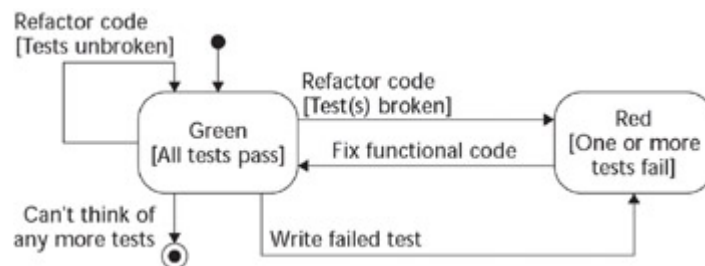 Refactor code
[Tests unbroken]
Refactor code
[Test(s) broken]
Green
[All tests pass]
Red
[One or more
tests fail]
Fix functional code
Can't think of
any more tests
Write failed test